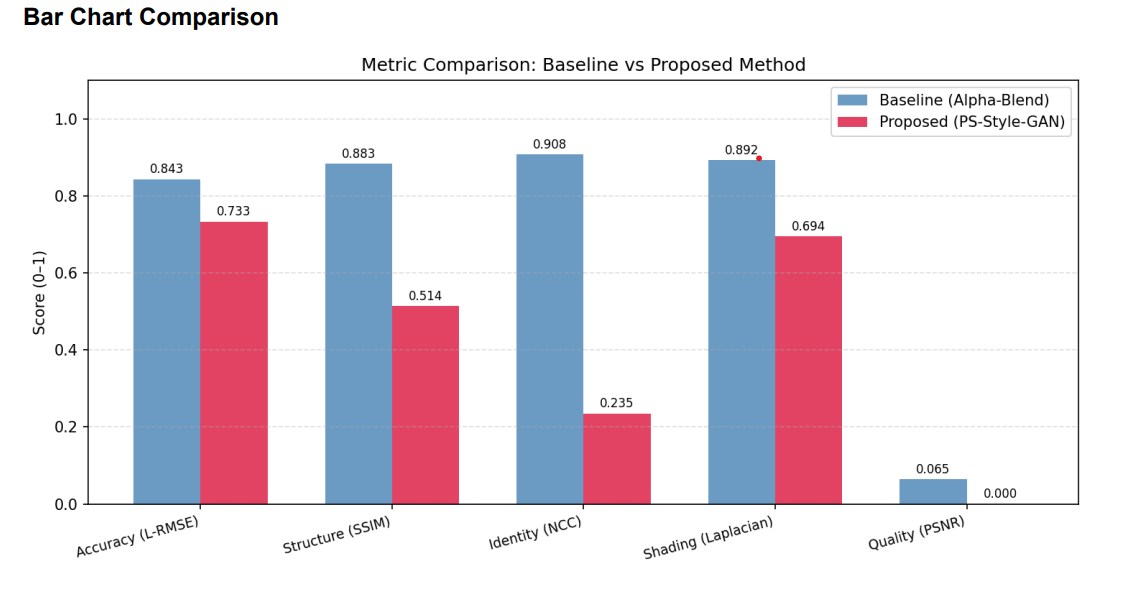 Bar Chart Comparison
Metric Comparison: Baseline vs Proposed Method
Baseline (Alpha-Blend)
Proposed (PS-Style-GAN)
Score (0–1)
1.0
0.8
0.6
0.4
0.2
0.0
0.843
0.733
0.883
0.514
0.908
0.235
0.892
0.694
0.065
0.000
Accuracy (L-RMSE)
Structure (SSIM)
Identity (NCC)
Shading (Laplacian)
Quality (PSNR)